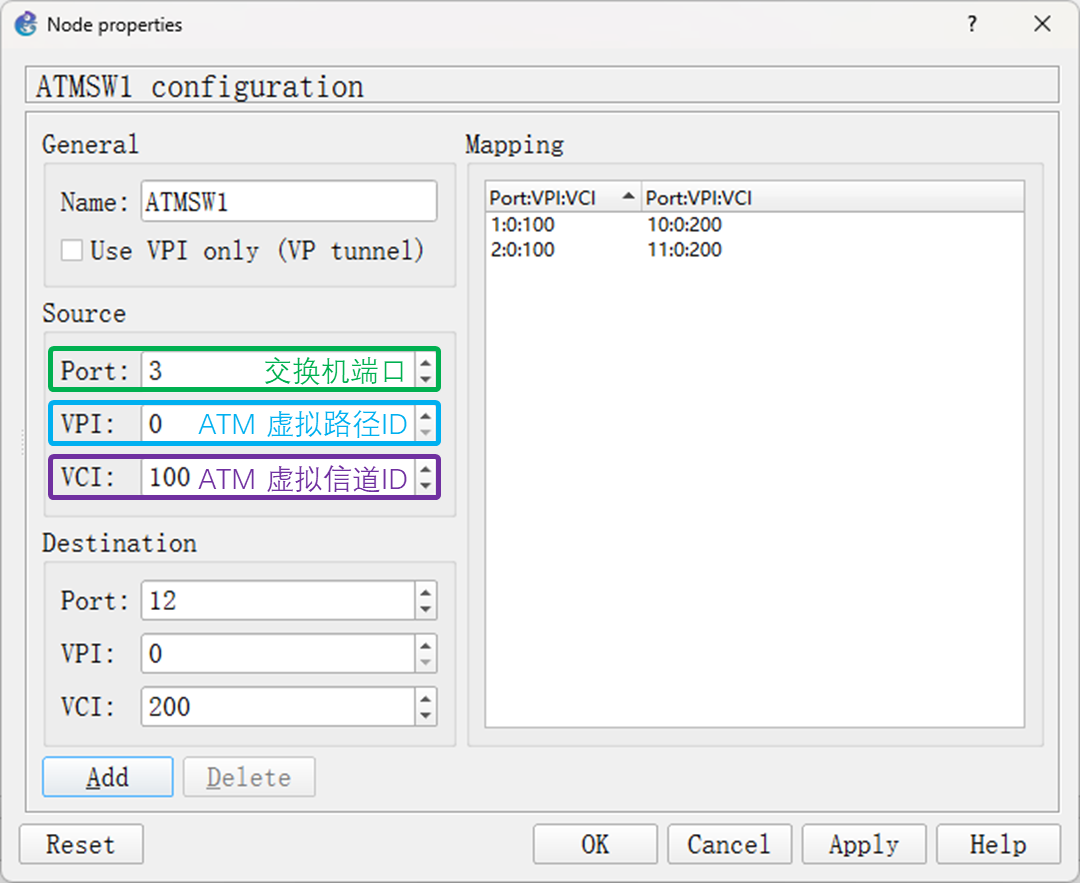 Node properties
?
ATMSW1 configuration
General
Name: ATMSW1
Use VPI only (VP tunnel)
Source
Port: 3 交换机端口
VPI: 0 ATM 虚拟路径ID
VCI: 100 ATM 虚拟信道ID
Destination
Port: 12
VPI: 0
VCI: 200
Add Delete
Mapping
Port:VPI:VCI Port:VPI:VCI
1:0:100 10:0:200
2:0:100 11:0:200
Reset OK Cancel Apply Help